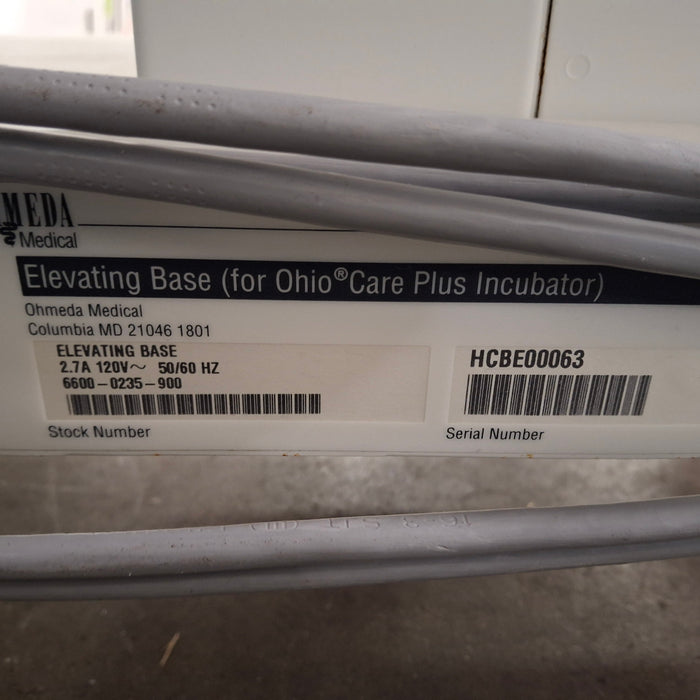 MEDA
Medical
Elevating Base (for Ohio®Care Plus Incubator)
Ohmeda Medical
Columbia MD 21046 1801
ELEVATING BASE
2.7A 120V～ 50/60 HZ
6600-0235-900
Stock Number
HCBE00063
Serial Number